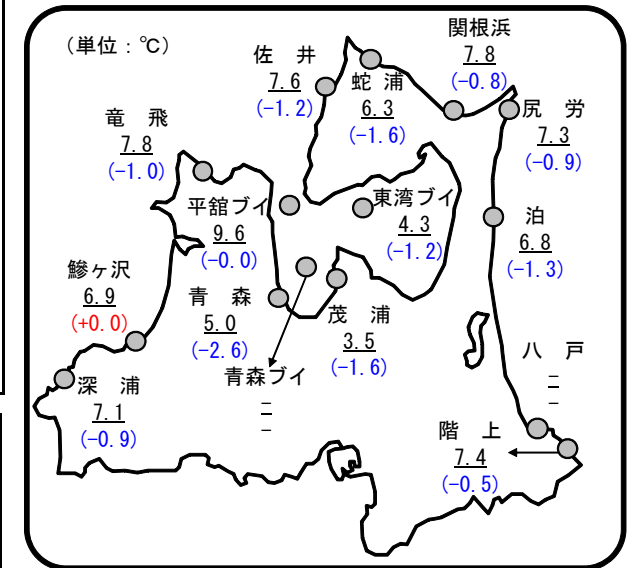 (単位:℃)
関根浜
7.8
(-0.8)
佐 井
7.6
(-1.2)
蛇 浦
6.3
(-1.6)
尻 労
7.3
(-0.9)
竜 飛
7.8
(-1.0)
平舘ブイ
9.6
(-0.0)
東湾ブイ
4.3
(-1.2)
泊
6.8
(-1.3)
鰺ヶ沢
6.9
(+0.0)
青 森
5.0
(-2.6)
茂 浦
3.5
(-1.6)
青森ブイ
--
-
八 戸
--
-
深 浦
7.1
(-0.9)
階 上
7.4
(-0.5)